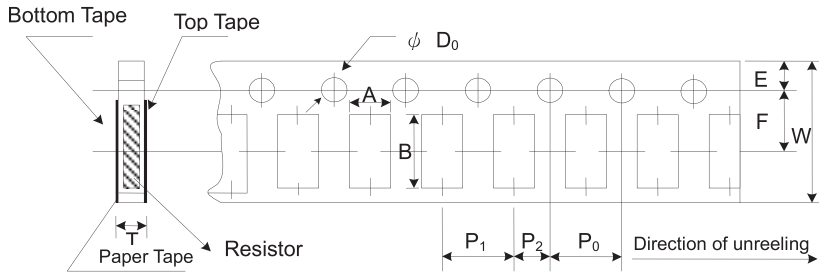 Bottom Tape
Top Tape
ψ D₀
A
E
F
W
B
T
Paper Tape
Resistor
P₁
P₂
P₀
Direction of unreeling